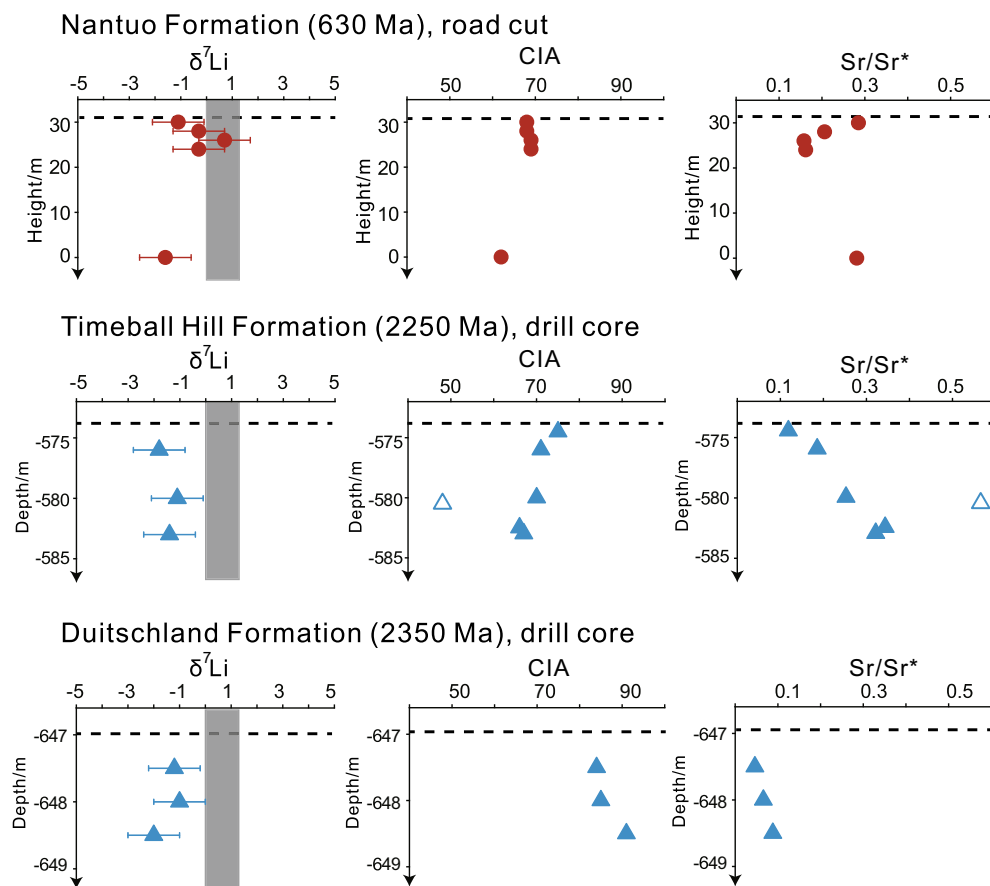 Nantuo Formation (630 Ma), road cut
δ⁷Li CIA Sr/Sr*
-5 -3 -1 1 3 5 50 70 90 0.1 0.3 0.5
30 30 30
20 20 20
10 10 10
0 0 0
Height/m Height/m Height/m
Timeball Hill Formation (2250 Ma), drill core
δ⁷Li CIA Sr/Sr*
-5 -3 -1 1 3 5 50 70 90 0.1 0.3 0.5
-575 -575 -575
-580 -580 -580
-585 -585 -585
Depth/m Depth/m Depth/m
Duitschland Formation (2350 Ma), drill core
δ⁷Li CIA Sr/Sr*
-5 -3 -1 1 3 5 50 70 90 0.1 0.3 0.5
-647 -647 -647
-648 -648 -648
-649 -649 -649
Depth/m Depth/m Depth/m